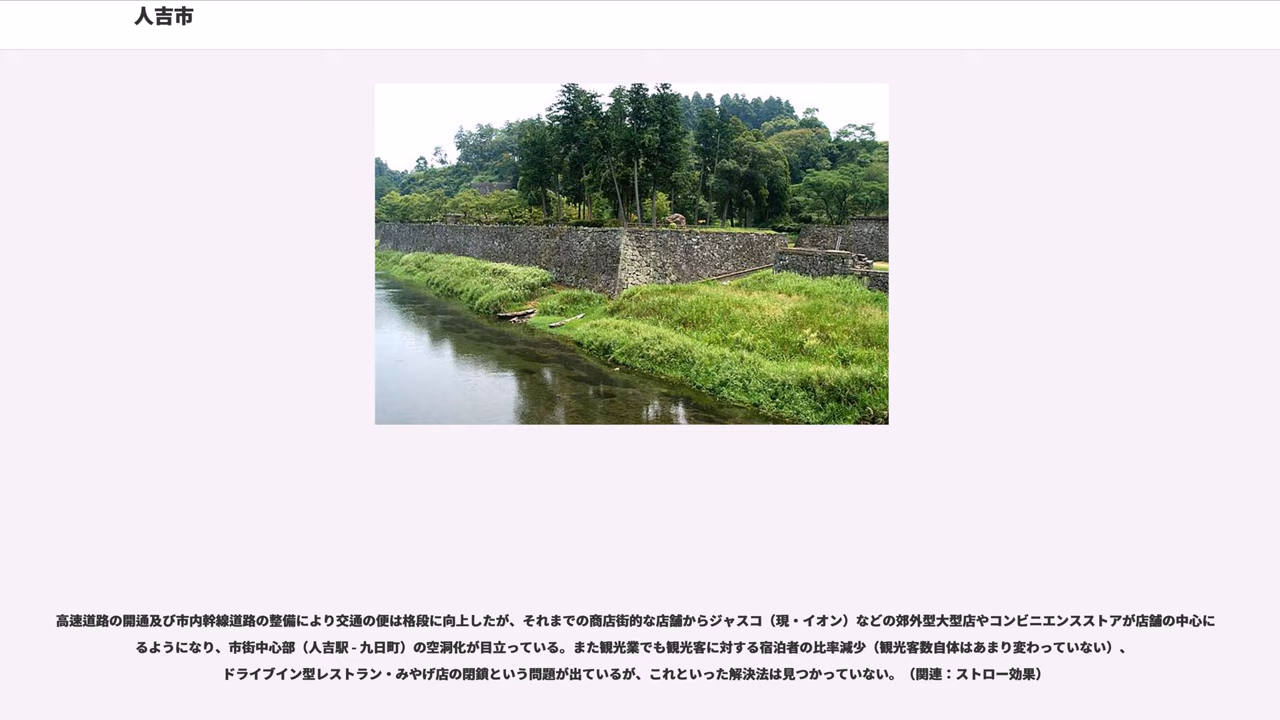 人吉市
高速道路の開通及び市内幹線道路の整備により交通の便は格段に向上したが、それまでの商店街的な店舗からジャスコ（現・イオン）などの郊外型大型店やコンビニエンスストアが店舗の中心に
るようになり、市街中心部（人吉駅 - 九日町）の空洞化が目立っている。また観光業でも観光客に対する宿泊者の比率減少（観光客数自体はあまり変わっていない）、
ドライブイン型レストラン・みやげ店の閉鎖という問題が出ているが、これといった解決法は見つかっていない。（関連：ストロー効果）